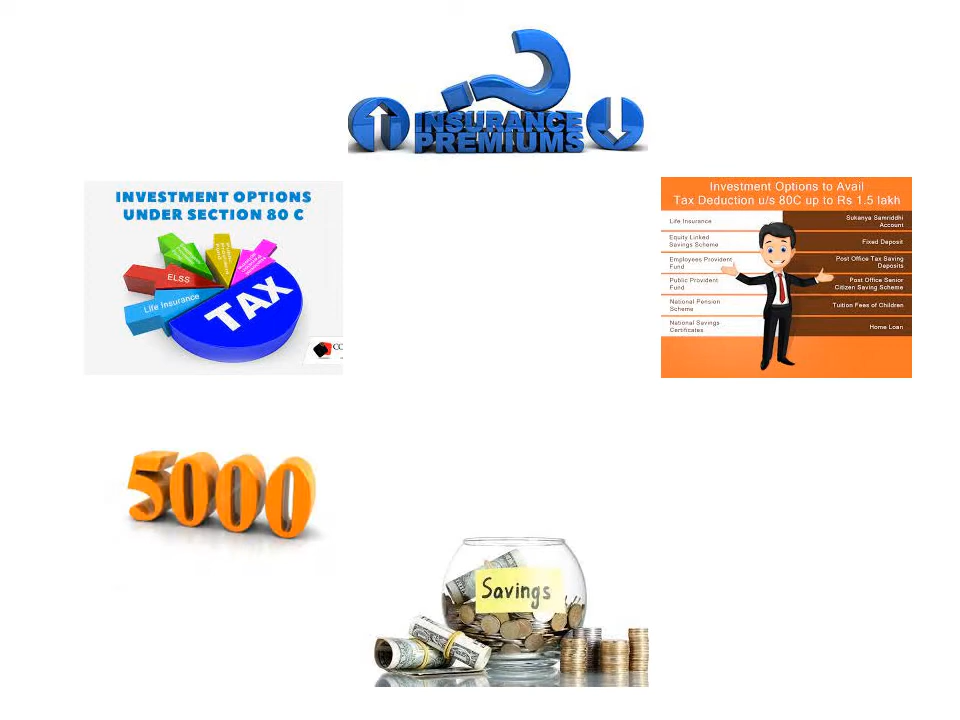 INSURANCE
PREMIUMS
INVESTMENT OPTIONS
UNDER SECTION 80 C
ELSS
Life Insurance
TAX
CO
Investment Options to Avail
Tax Deduction u/s 80C up to Rs 1.5 lakh
Life Insurance
Sukanya Samriddhi
Account
Equity Linked
Savings Scheme
Fixed Deposit
Employees Provident
Fund
Post Office Tax Saving
Deposits
Public Provident
Fund
Post Office Senior
Citizen Saving Scheme
National Pension
Scheme
Tuition Fees of Children
National Savings
Certificates
Home Loan
5000
Savings